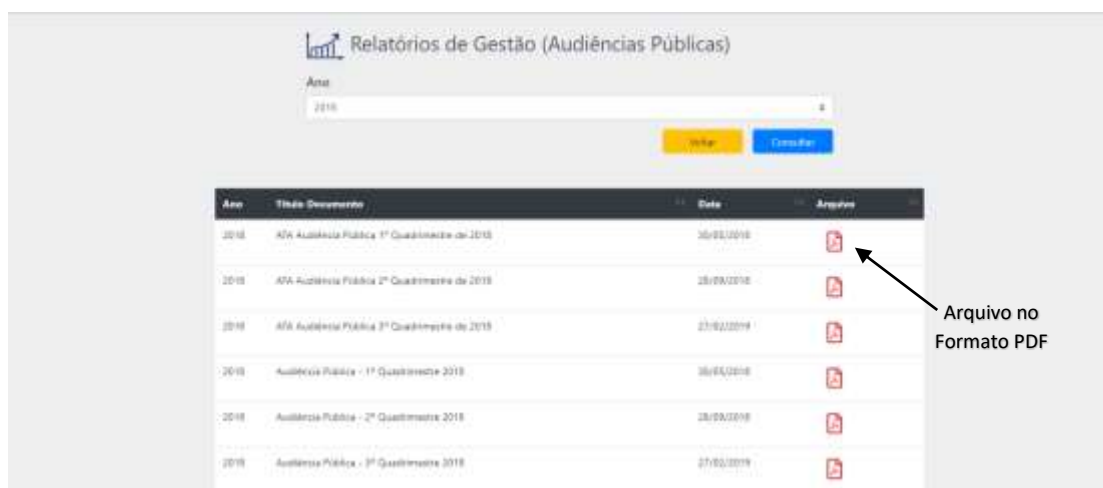 Relatórios de Gestão (Audiências Públicas)
Ano:
2018
Voltar Consultar
Ano Título Documento Data Arquivo
2018 ATA Audiência Pública 1º Quadrimestre de 2018 30/05/2018
2018 ATA Audiência Pública 2º Quadrimestre de 2018 28/09/2018
2018 ATA Audiência Pública 3º Quadrimestre de 2018 27/02/2019
2018 Audiência Pública - 1º Quadrimestre 2018 30/05/2018
2018 Audiência Pública - 2º Quadrimestre 2018 28/09/2018
2018 Audiência Pública - 3º Quadrimestre 2018 27/02/2019
Arquivo no
Formato PDF